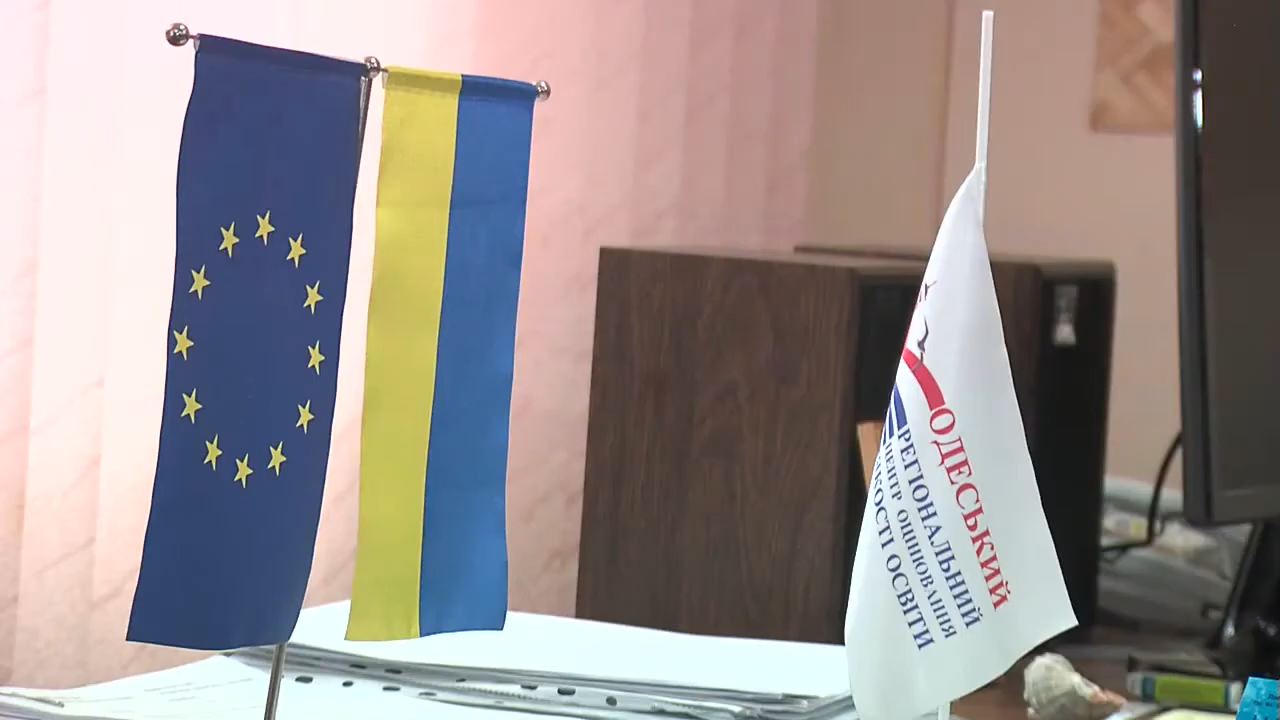 ОДЕСЬКИЙ
РЕГІОНАЛЬНИЙ
ЦЕНТР ОЦІНЮВАННЯ
ЯКОСТІ ОСВІТИ